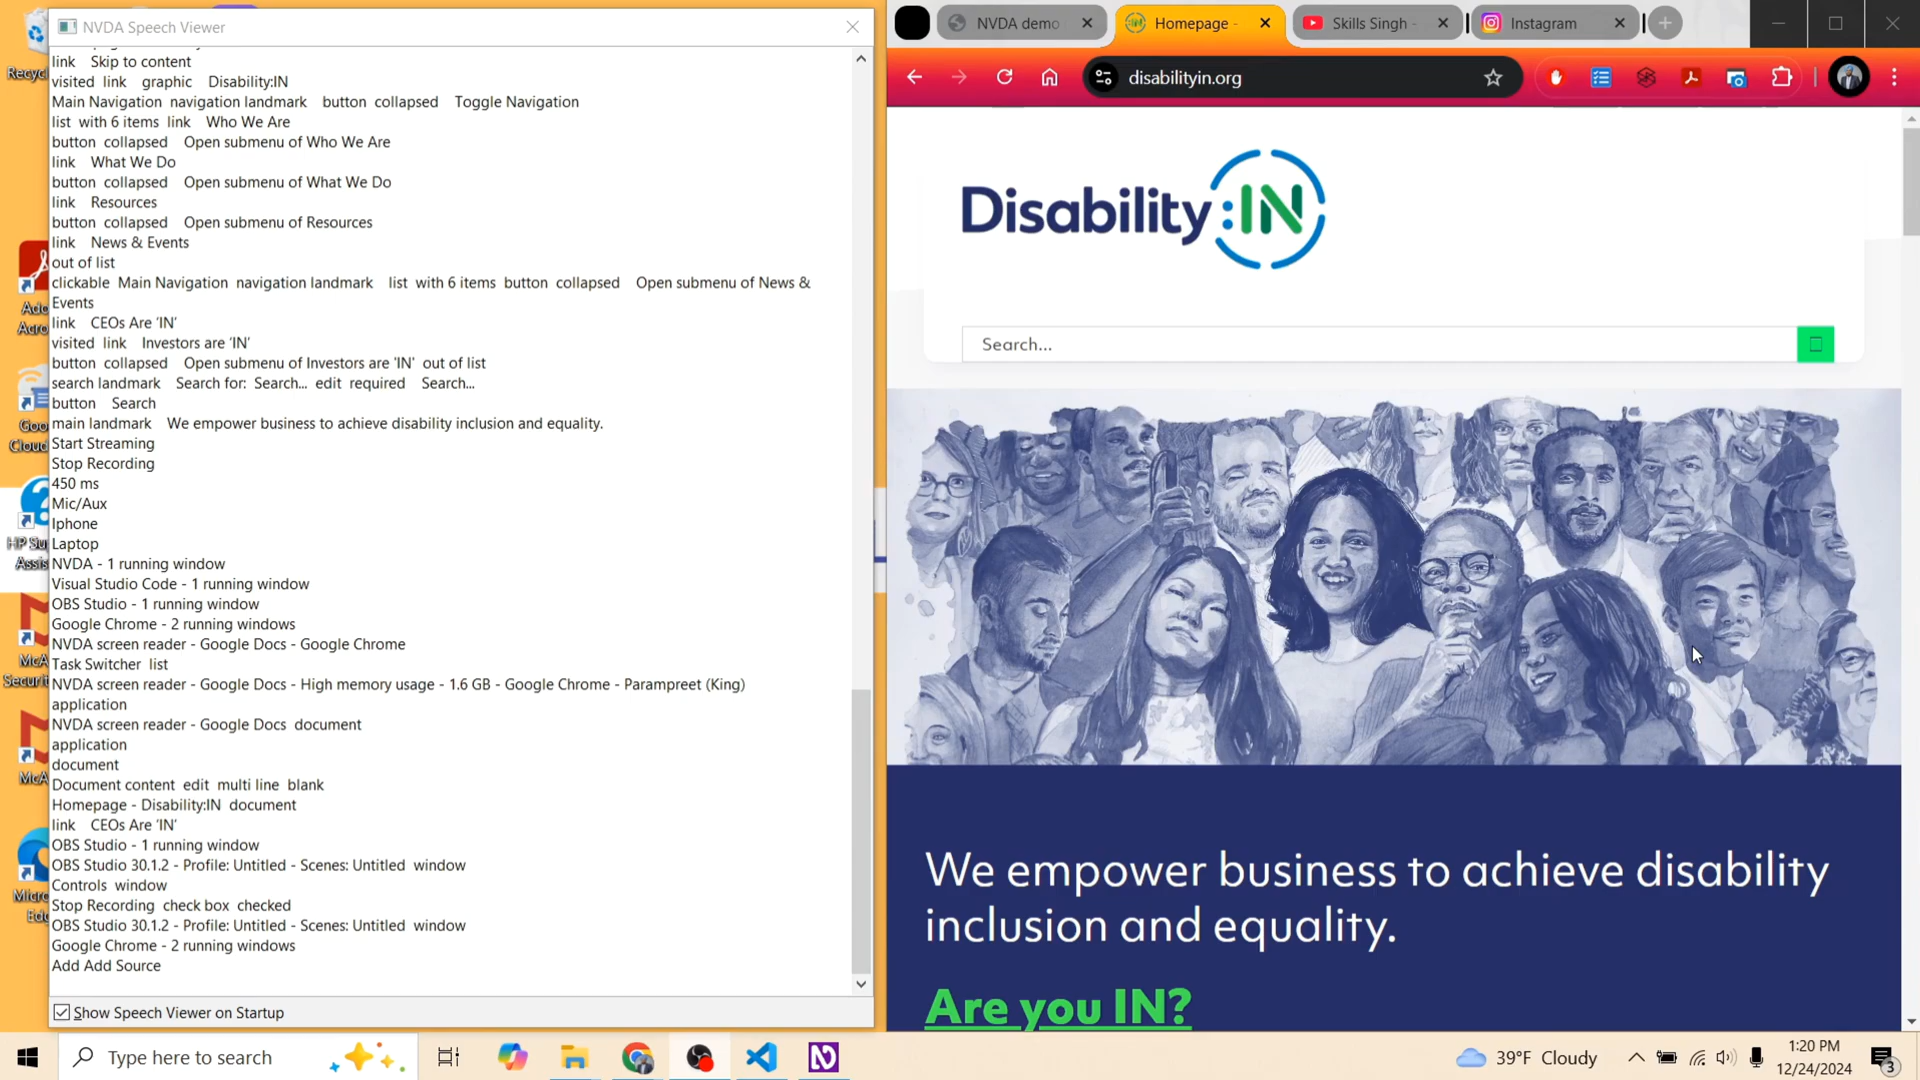 NVDA Speech Viewer
link Skip to content
visited link graphic Disability:IN
Main Navigation navigation landmark button collapsed Toggle Navigation
list with 6 items link Who We Are
button collapsed Open submenu of Who We Are
link What We Do
button collapsed Open submenu of What We Do
link Resources
button collapsed Open submenu of Resources
link News & Events
out of list
clickable Main Navigation navigation landmark list with 6 items button collapsed Open submenu of News &
Events
link CEOs Are 'IN'
visited link Investors are 'IN'
button collapsed Open submenu of Investors are 'IN' out of list
search landmark Search for: Search... edit required Search...
button Search
main landmark We empower business to achieve disability inclusion and equality.
Start Streaming
Stop Recording
450 ms
Mic/Aux
Iphone
Laptop
NVDA - 1 running window
Visual Studio Code - 1 running window
OBS Studio - 1 running window
Google Chrome - 2 running windows
NVDA screen reader - Google Docs - Google Chrome
Task Switcher list
NVDA screen reader - Google Docs - High memory usage - 1.6 GB - Google Chrome - Parampreet (King)
application
NVDA screen reader - Google Docs document
application
document
Document content edit multi line blank
Homepage - Disability:IN document
link CEOs Are 'IN'
OBS Studio - 1 running window
OBS Studio 30.1.2 - Profile: Untitled - Scenes: Untitled window
Controls window
Stop Recording check box checked
OBS Studio 30.1.2 - Profile: Untitled - Scenes: Untitled window
Google Chrome - 2 running windows
Add Add Source
Show Speech Viewer on Startup
NVDA demo
Homepage -
Skills Singh -
Instagram
disabilityin.org
Disability:IN
Search...
We empower business to achieve disability
inclusion and equality.
Are you IN?
Type here to search
39°F Cloudy
1:20 PM
12/24/2024
3